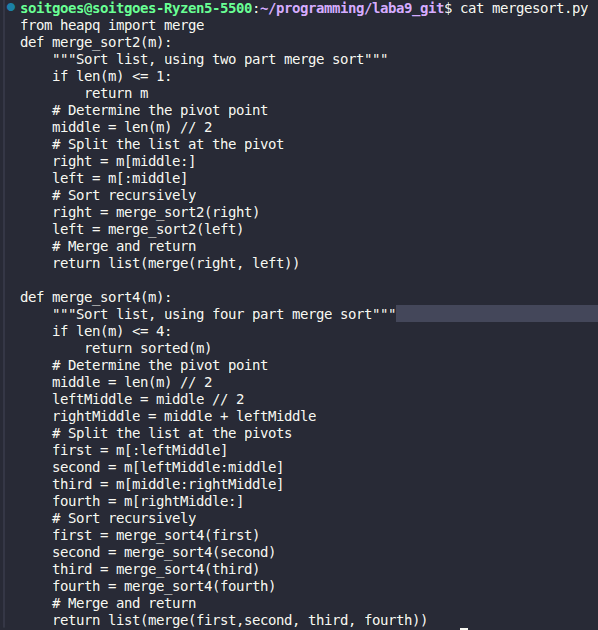 soitgoes@soitgoes-Ryzen5-5500:~/programming/laba9_git$ cat mergesort.py
from heapq import merge
def merge_sort2(m):
    """Sort list, using two part merge sort"""
    if len(m) <= 1:
        return m
    # Determine the pivot point
    middle = len(m) // 2
    # Split the list at the pivot
    right = m[middle:]
    left = m[:middle]
    # Sort recursively
    right = merge_sort2(right)
    left = merge_sort2(left)
    # Merge and return
    return list(merge(right, left))

def merge_sort4(m):
    """Sort list, using four part merge sort"""
    if len(m) <= 4:
        return sorted(m)
    # Determine the pivot point
    middle = len(m) // 2
    leftMiddle = middle // 2
    rightMiddle = middle + leftMiddle
    # Split the list at the pivots
    first = m[:leftMiddle]
    second = m[leftMiddle:middle]
    third = m[middle:rightMiddle]
    fourth = m[rightMiddle:]
    # Sort recursively
    first = merge_sort4(first)
    second = merge_sort4(second)
    third = merge_sort4(third)
    fourth = merge_sort4(fourth)
    # Merge and return
    return list(merge(first,second, third, fourth))